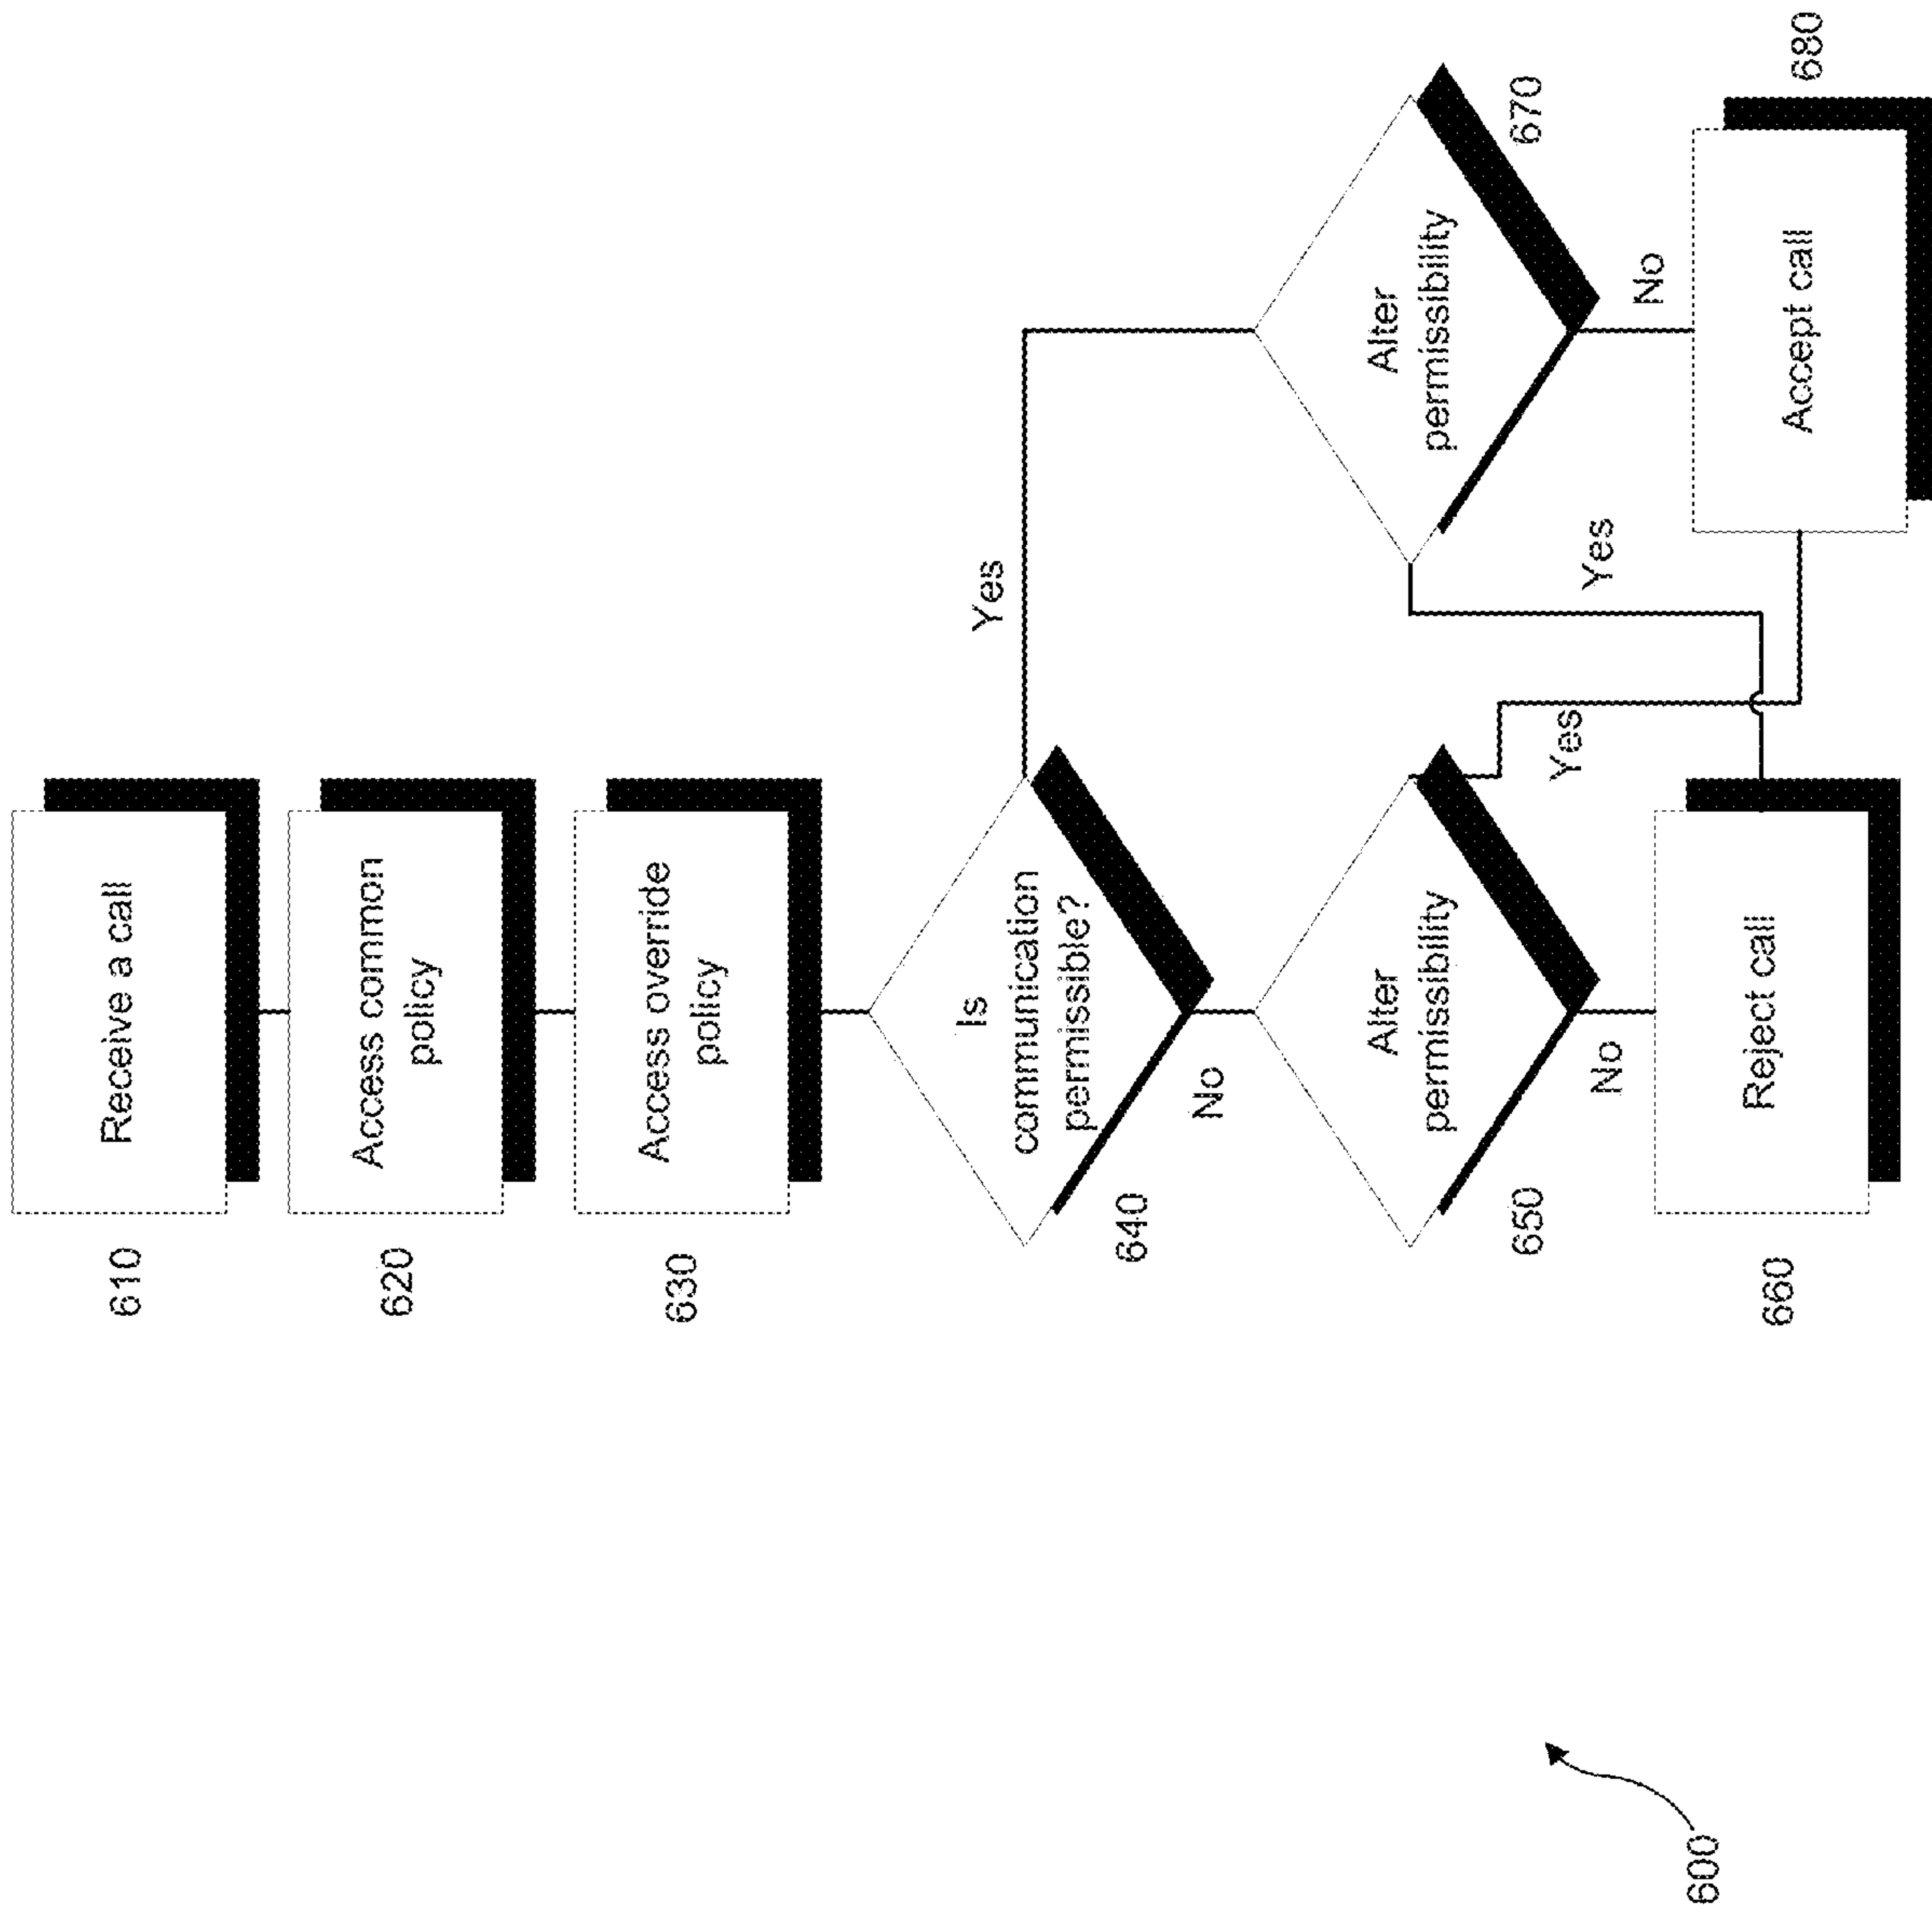 610
Receive a call
620
Access common
policy
630
Access override
policy
Is
communication
permissible?
640
Yes
No
Alter
permissibility
650
Yes
No
Alter
permissibility
670
Yes
No
Reject call
660
Accept call
680
600